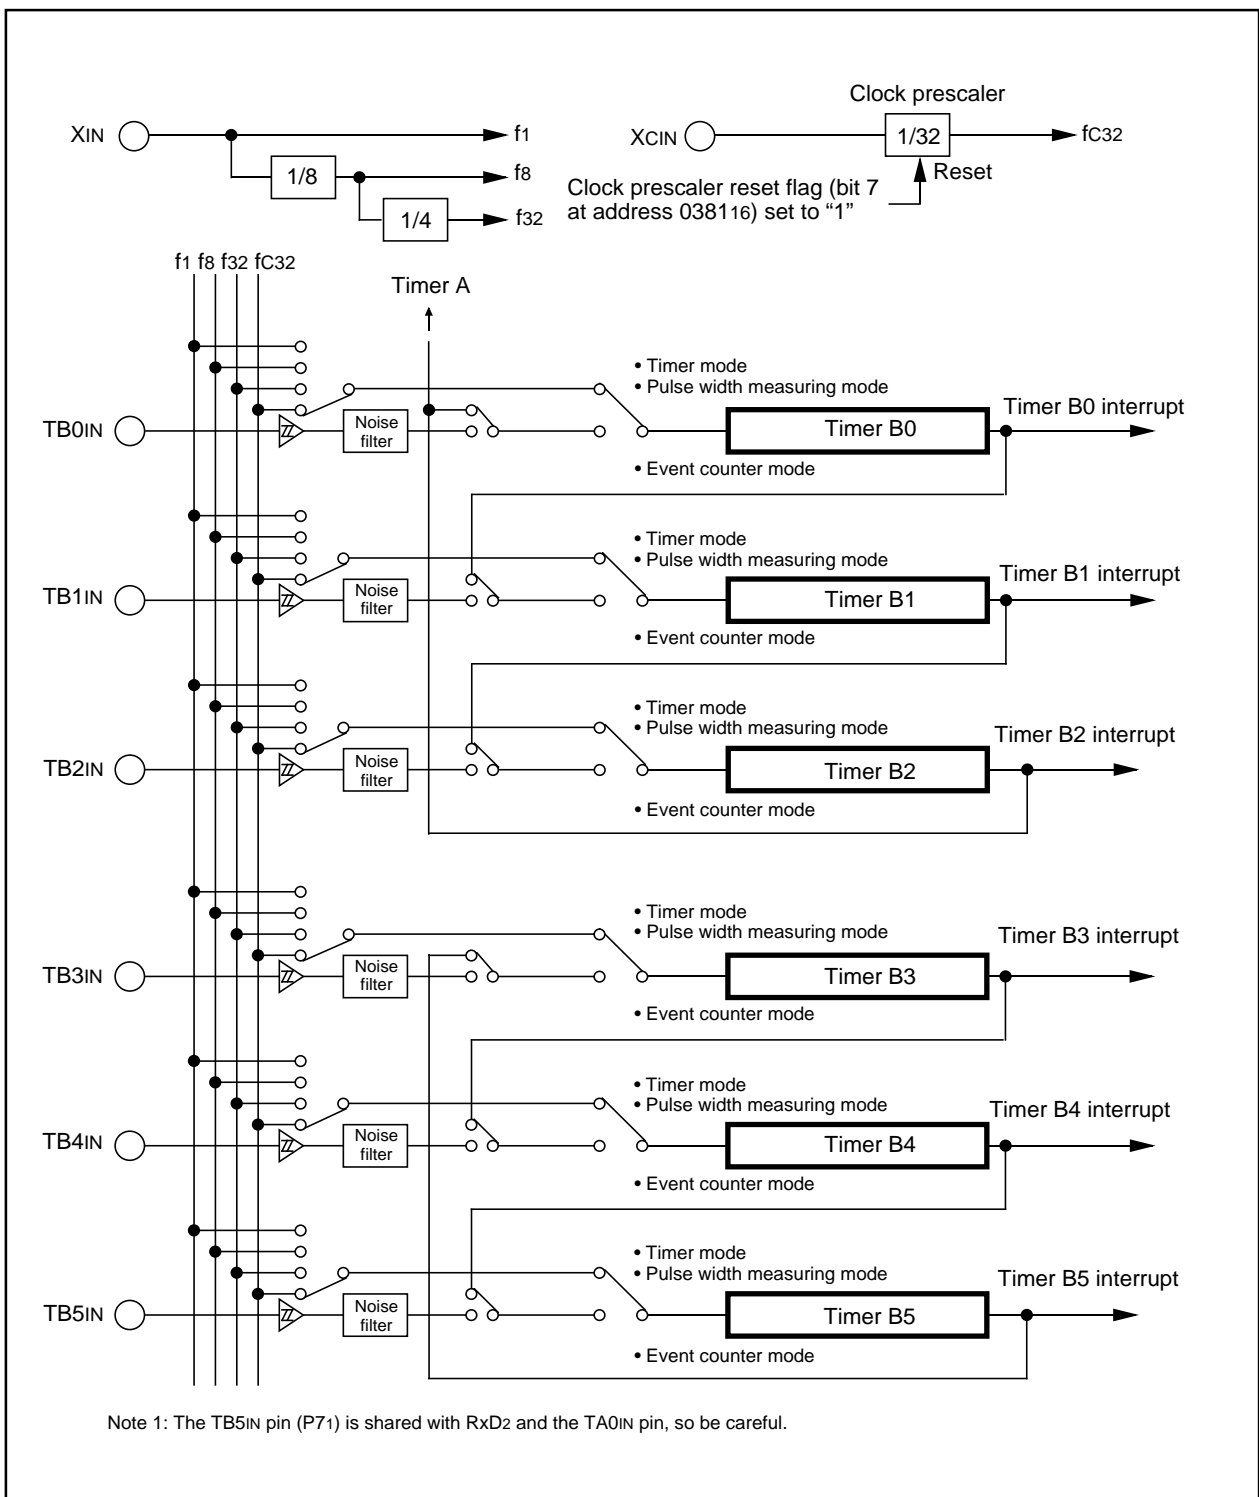 Clock prescaler
XIN
f1
XCIN
1/32
fC32
1/8
f8
Reset
Clock prescaler reset flag (bit 7
at address 038116) set to “1”
1/4
f32
f1 f8 f32 fC32
Timer A
• Timer mode
• Pulse width measuring mode
Timer B0 interrupt
TB0IN
Noise
filter
Timer B0
• Event counter mode
• Timer mode
• Pulse width measuring mode
Timer B1 interrupt
TB1IN
Noise
filter
Timer B1
• Event counter mode
• Timer mode
• Pulse width measuring mode
Timer B2 interrupt
TB2IN
Noise
filter
Timer B2
• Event counter mode
• Timer mode
• Pulse width measuring mode
Timer B3 interrupt
TB3IN
Noise
filter
Timer B3
• Event counter mode
• Timer mode
• Pulse width measuring mode
Timer B4 interrupt
TB4IN
Noise
filter
Timer B4
• Event counter mode
• Timer mode
• Pulse width measuring mode
Timer B5 interrupt
TB5IN
Noise
filter
Timer B5
• Event counter mode
Note 1: The TB5IN pin (P71) is shared with RxD2 and the TA0IN pin, so be careful.